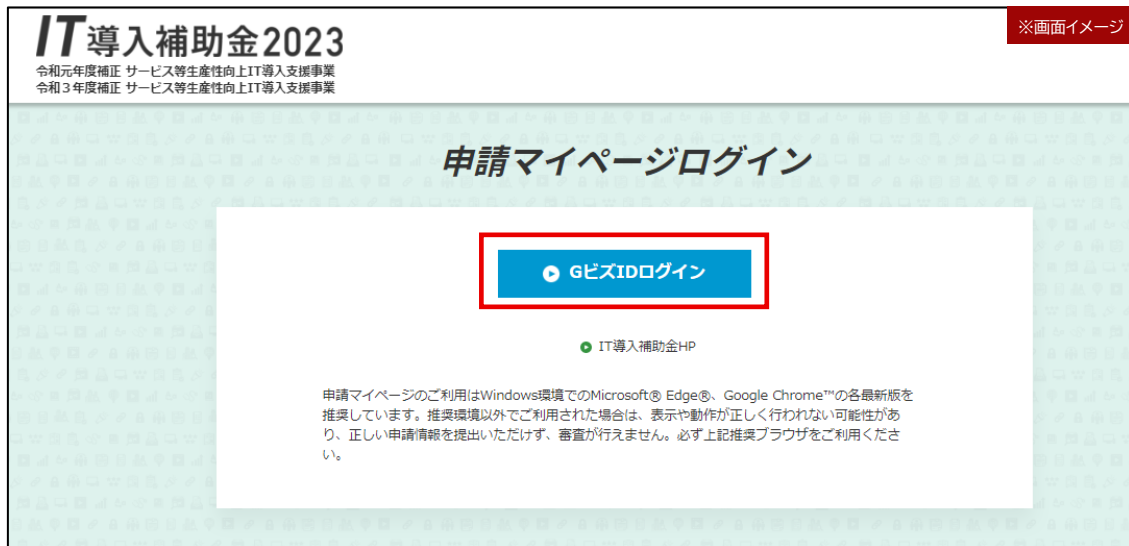 IT導入補助金2023
※画面イメージ
令和元年度補正 サービス等生産性向上IT導入支援事業
令和３年度補正 サービス等生産性向上IT導入支援事業
申請マイページログイン
GビズIDログイン
IT導入補助金HP
申請マイページのご利用はWindows環境でのMicrosoft® Edge®、Google Chrome™の各最新版を
推奨しています。推奨環境以外でご利用された場合は、表示や動作が正しく行われない可能性があ
り、正しい申請情報を提出いただけず、審査が行えません。必ず上記推奨ブラウザをご利用くださ
い。